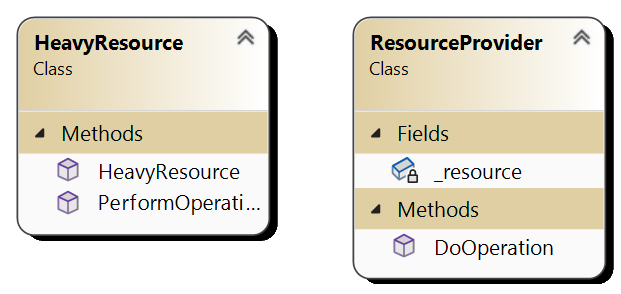 HeavyResource
Class
Methods
HeavyResource
PerformOperati...
ResourceProvider
Class
Fields
_resource
Methods
DoOperation